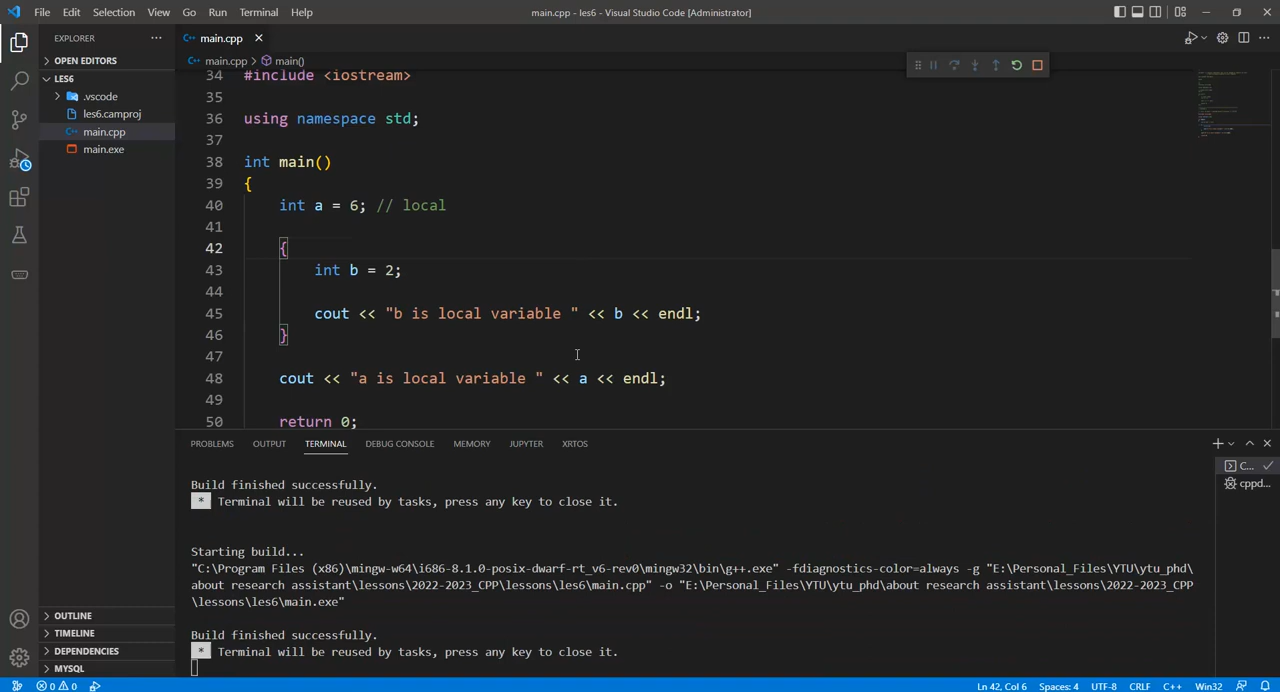 File Edit Selection View Go Run Terminal Help
main.cpp - les6 - Visual Studio Code [Administrator]
EXPLORER
OPEN EDITORS
LES6
.vscode
les6.camproj
main.cpp
main.exe
OUTLINE
TIMELINE
DEPENDENCIES
MYSQL
main.cpp
main.cpp > main()
34 #include <iostream>
35
36 using namespace std;
37
38 int main()
39 {
40 int a = 6; // local
41
42 {
43 int b = 2;
44
45 cout << "b is local variable " << b << endl;
46 }
47
48 cout << "a is local variable " << a << endl;
49
50 return 0;
PROBLEMS OUTPUT TERMINAL DEBUG CONSOLE MEMORY JUPYTER XRTOS
C...
cppd...
Build finished successfully.
* Terminal will be reused by tasks, press any key to close it.
Starting build...
"C:\Program Files (x86)\mingw-w64\i686-8.1.0-posix-dwarf-rt_v6-rev0\mingw32\bin\g++.exe" -fdiagnostics-color=always -g "E:\Personal_Files\YTU\ytu_phd\
about research assistant\lessons\2022-2023_CPP\lessons\les6\main.cpp" -o "E:\Personal_Files\YTU\ytu_phd\about research assistant\lessons\2022-2023_CPP
\lessons\les6\main.exe"
Build finished successfully.
* Terminal will be reused by tasks, press any key to close it.
0 0 Ln 42, Col 6 Spaces: 4 UTF-8 CRLF C++ Win32